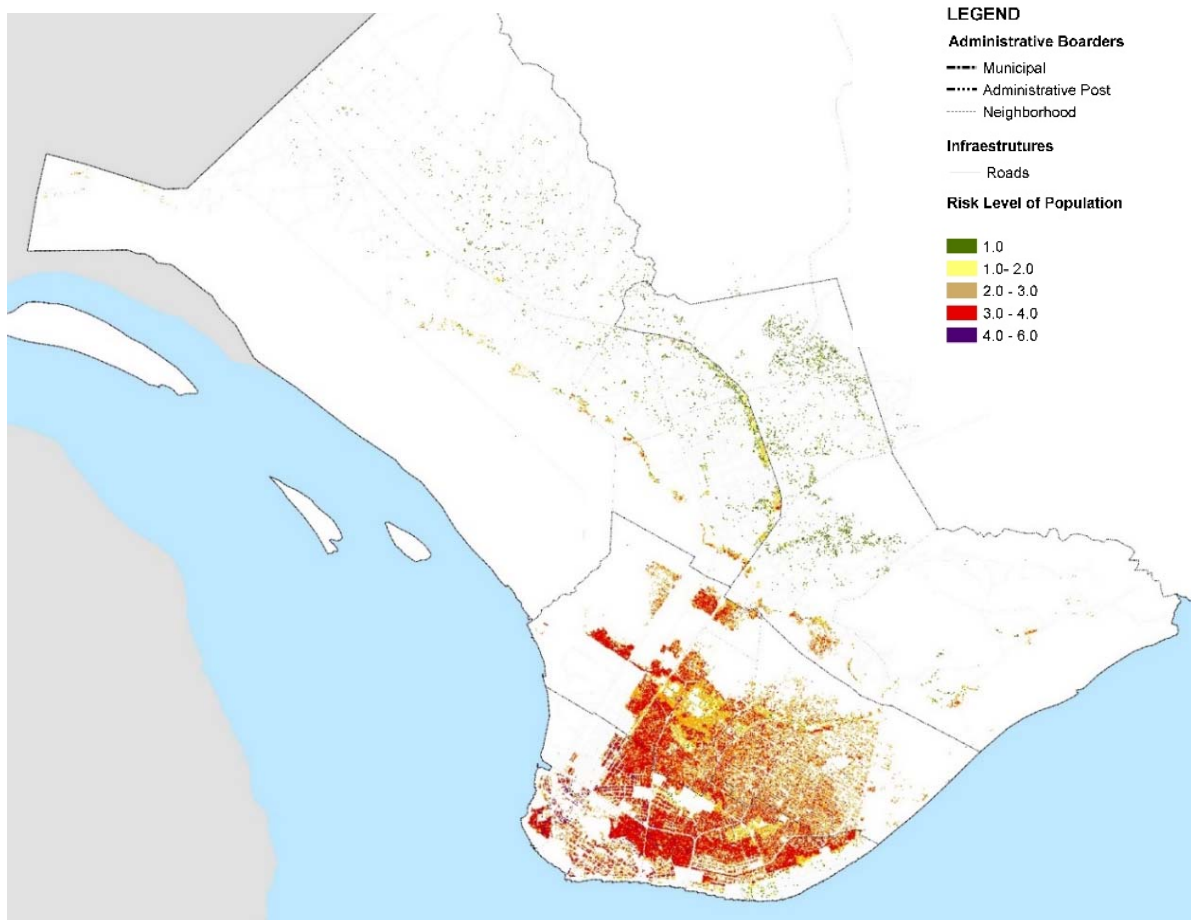 LEGEND
Administrative Boarders
Municipal
Administrative Post
Neighborhood
Infraestrutures
Roads
Risk Level of Population
1.0
1.0- 2.0
2.0 - 3.0
3.0 - 4.0
4.0 - 6.0